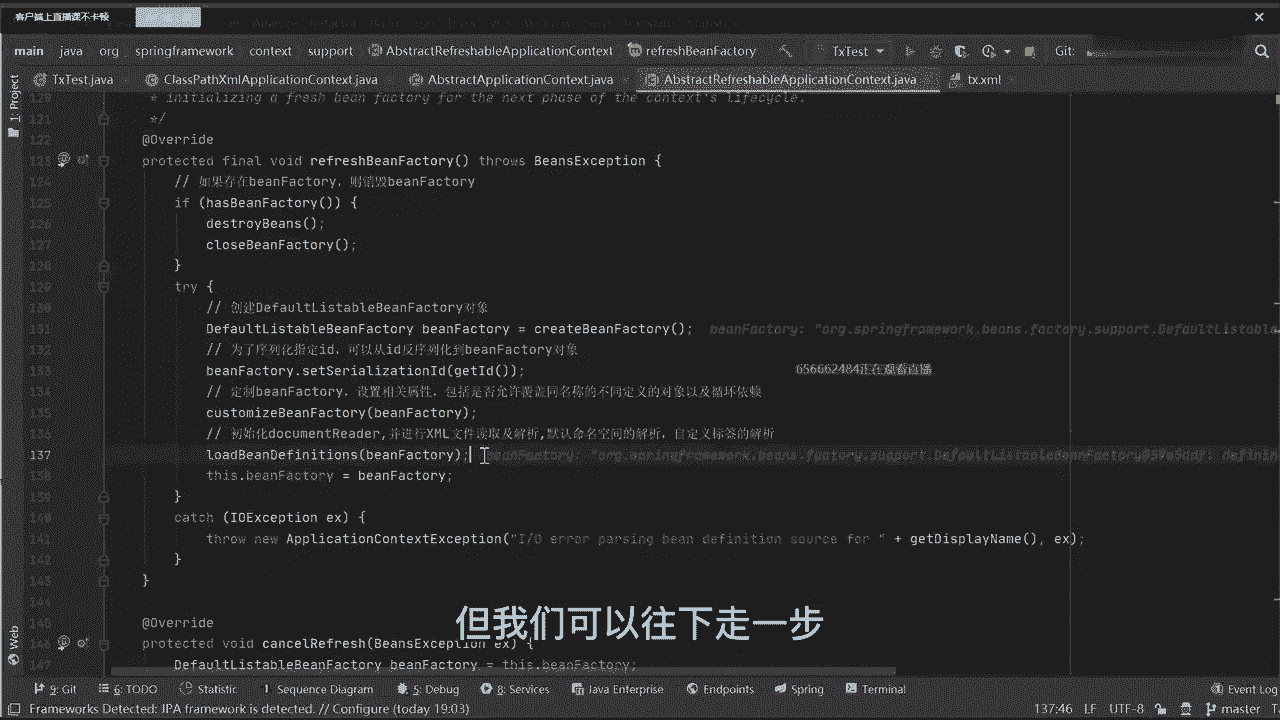 客户端上直播课不卡顿
main java org springframework context support AbstractRefreshableApplicationContext refreshBeanFactory TxTest Git:
TxTest.java ClassPathXmlApplicationContext.java AbstractApplicationContext.java AbstractRefreshableApplicationContext.java tx.xml
1: Project
120 * initializing a fresh bean factory for the next phase of the context's lifecycle.
121 */
122 @Override
123 protected final void refreshBeanFactory() throws BeansException {
124 // 如果存在beanFactory，则销毁beanFactory
125 if (hasBeanFactory()) {
126 destroyBeans();
127 closeBeanFactory();
128 }
129 try {
130 // 创建DefaultListableBeanFactory对象
131 DefaultListableBeanFactory beanFactory = createBeanFactory(); beanFactory: "org.springframework.beans.factory.support.DefaultListable
132 // 为了序列化指定id，可以从id反序列化到beanFactory对象
133 beanFactory.setSerializationId(getId());
656662484正在观看直播
134 // 定制beanFactory，设置相关属性，包括是否允许覆盖同名称的不同定义的对象以及循环依赖
135 customizeBeanFactory(beanFactory);
136 // 初始化documentReader,并进行XML文件读取及解析,默认命名空间的解析，自定义标签的解析
137 loadBeanDefinitions(beanFactory); beanFactory: "org.springframework.beans.factory.support.DefaultListableBeanFactory
138 this.beanFactory = beanFactory;
139 }
140 catch (IOException ex) {
141 throw new ApplicationContextException("I/O error parsing bean definition source for " + getDisplayName(), ex);
142 }
143 }
144
@Override
protected void cancelRefresh(BeansException ex) {
147 DefaultListableBeanFactory beanFactory = this.beanFactory;
但我们可以往下走一步
Web
9: Git 6: TODO Statistic Sequence Diagram 5: Debug 8: Services Java Enterprise Endpoints Spring Terminal Event Log
Frameworks Detected: JPA framework is detected. // Configure (today 19:03) 137:46 LF UTF-8 master